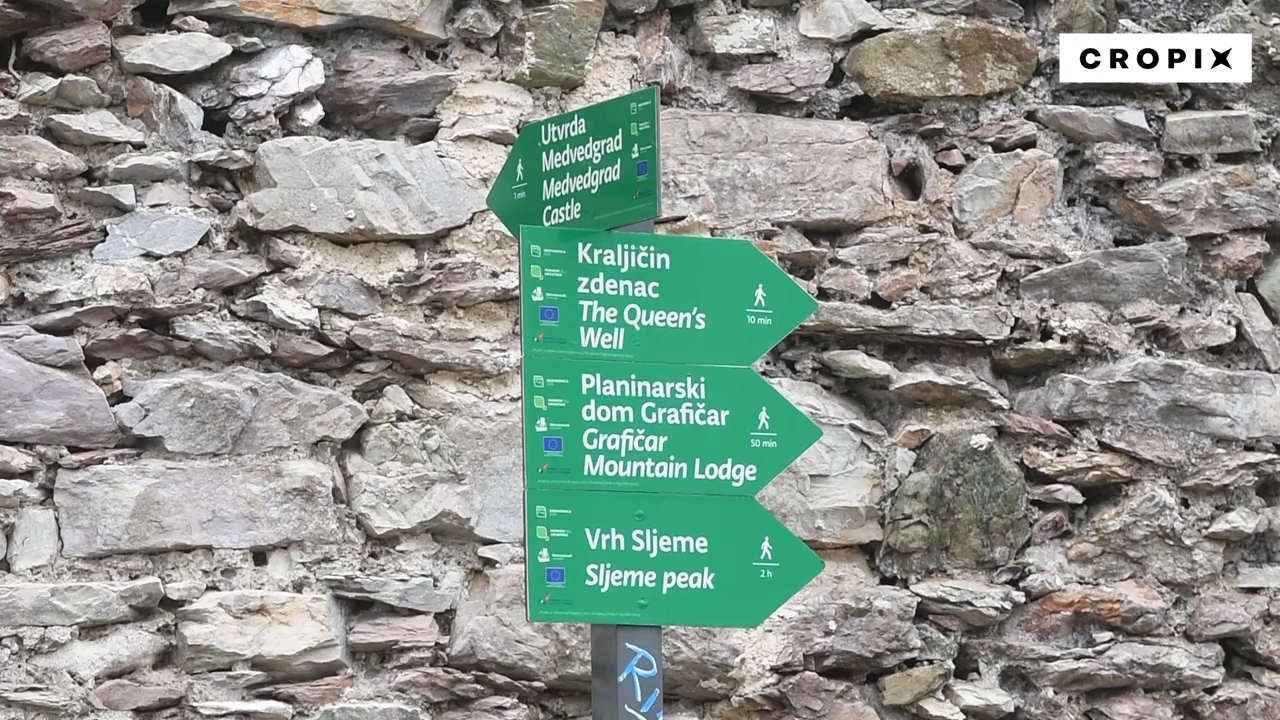 CROPIX
Utvrda
Medvedgrad
Medvedgrad
Castle
1 min
Kraljičin
zdenac
The Queen's
Well
10 min
Planinarski
dom Grafičar
Grafičar
Mountain Lodge
50 min
Vrh Sljeme
Sljeme peak
2 h